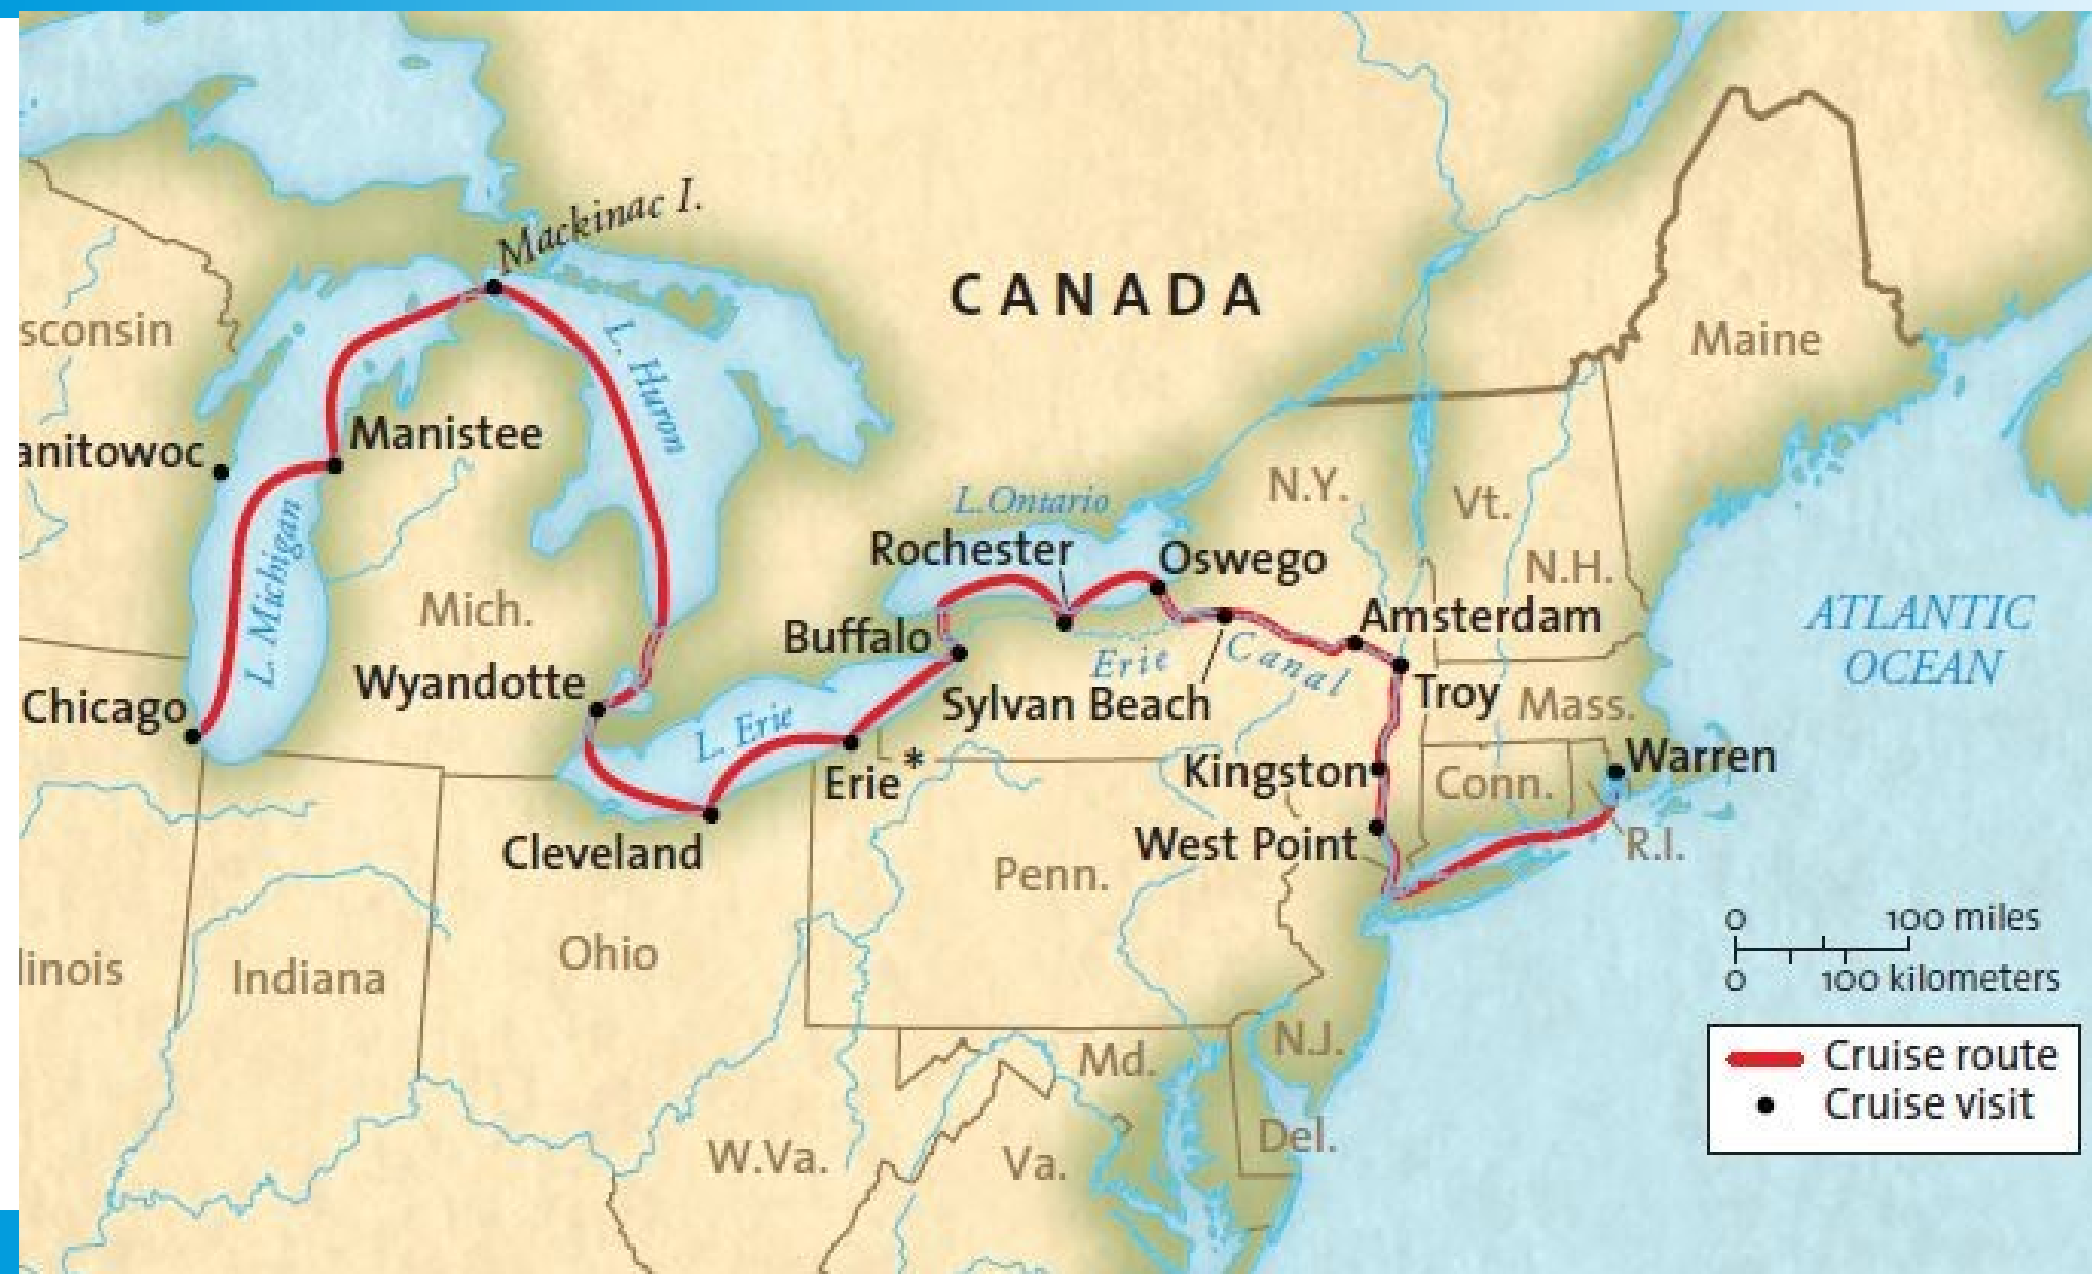 Mackinac I.
CANADA
sconsin
Maine
L. Huron
Manistee
anitowoc
N.Y.
L. Ontario
Vt.
Rochester
Oswego
N.H.
L. Michigan
Mich.
Amsterdam
ATLANTIC
OCEAN
Buffalo
Erie
Canal
Wyandotte
Sylvan Beach
Troy
Mass.
Chicago
L. Erie
Warren
Erie*
Kingston
Conn.
Cleveland
West Point
R.I.
Penn.
0 100 miles
0 100 kilometers
linois
Indiana
Ohio
N.J.
Md.
Cruise route
Cruise visit
Del.
W.Va.
Va.